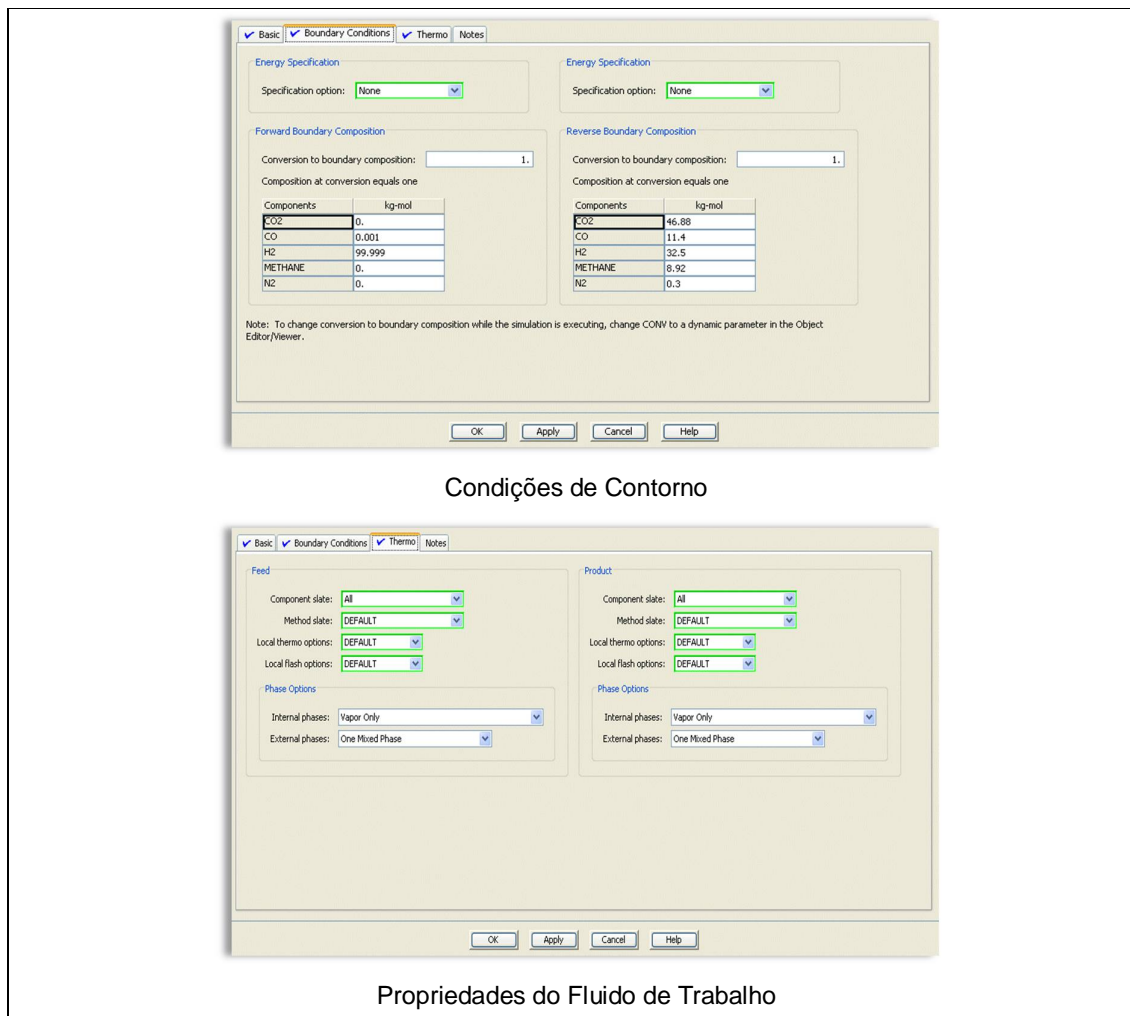 Basic Boundary Conditions Thermo Notes
Energy Specification Energy Specification
Specification option: None Specification option: None
Forward Boundary Composition Reverse Boundary Composition
Conversion to boundary composition: 1. Conversion to boundary composition: 1.
Composition at conversion equals one Composition at conversion equals one
Components kg-mol Components kg-mol
CO2 0. CO2 46.88
CO 0.001 CO 11.4
H2 99.999 H2 32.5
METHANE 0. METHANE 8.92
N2 0. N2 0.3
Note: To change conversion to boundary composition while the simulation is executing, change CONV to a dynamic parameter in the Object
Editor/Viewer.
OK Apply Cancel Help
Condições de Contorno
Basic Boundary Conditions Thermo Notes
Feed Product
Component slate: All Component slate: All
Method slate: DEFAULT Method slate: DEFAULT
Local thermo options: DEFAULT Local thermo options: DEFAULT
Local flash options: DEFAULT Local flash options: DEFAULT
Phase Options Phase Options
Internal phases: Vapor Only Internal phases: Vapor Only
External phases: One Mixed Phase External phases: One Mixed Phase
OK Apply Cancel Help
Propriedades do Fluido de Trabalho